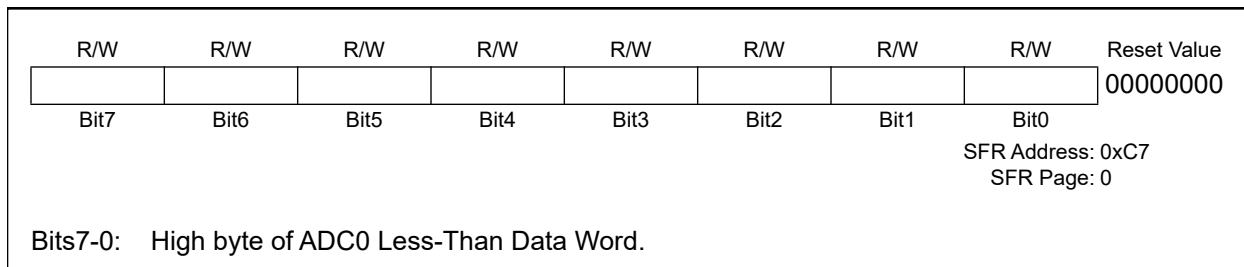 R/W R/W R/W R/W R/W R/W R/W R/W Reset Value
00000000
Bit7 Bit6 Bit5 Bit4 Bit3 Bit2 Bit1 Bit0
SFR Address: 0xC7
SFR Page: 0
Bits7-0: High byte of ADC0 Less-Than Data Word.